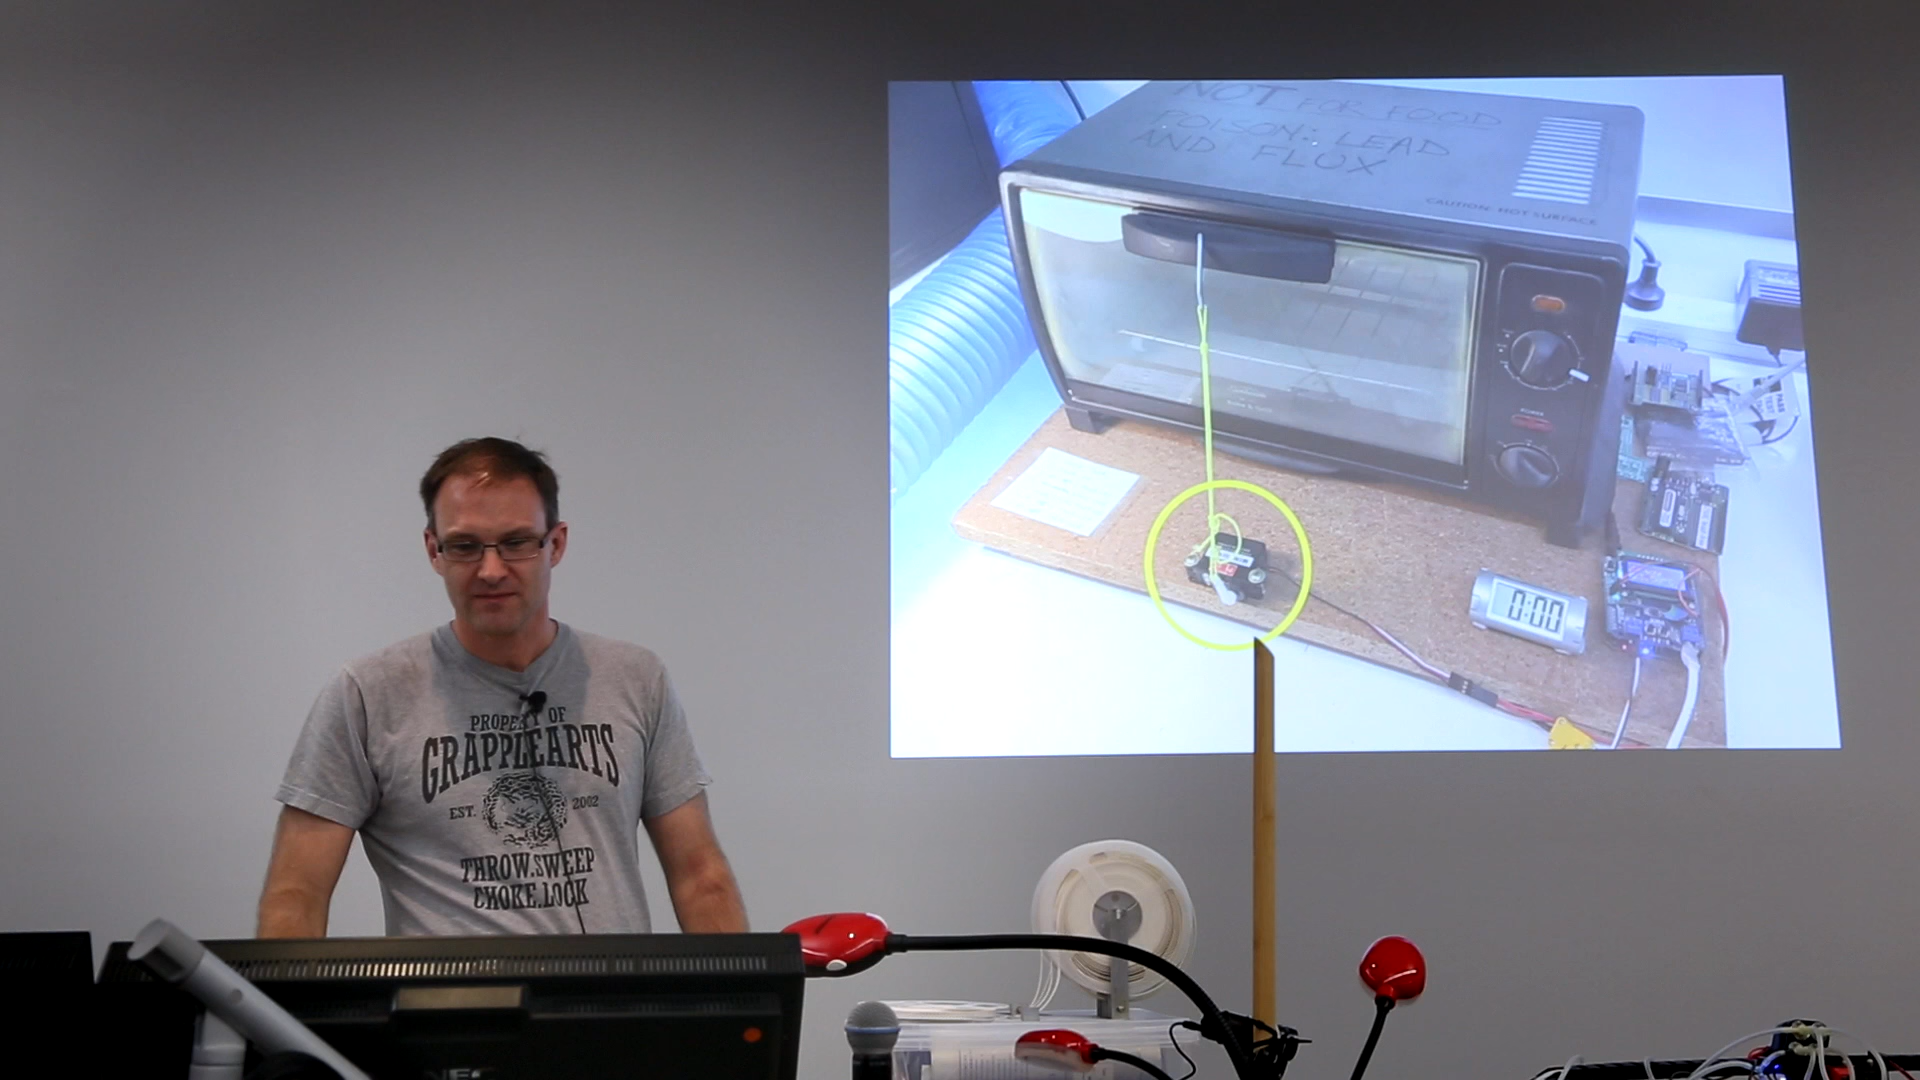 NOT FOR FOOD
POISON: LEAD
AND FLUX
CAUTION: HOT SURFACE
POWER
0:00
PROPERTY OF
GRAPPLEARTS
EST. 2002
THROW.SWEEP
CHOKE.LOCK